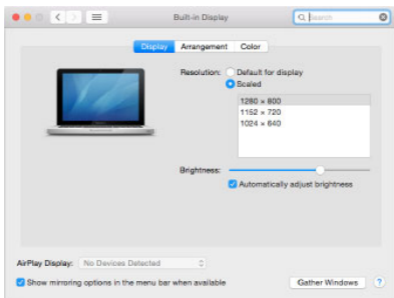 Built-in Display
Search
Display Arrangement Color
Resolution: Default for display
Scaled
1280 × 800
1152 × 720
1024 × 640
Brightness:
Automatically adjust brightness
AirPlay Display: No Devices Detected
Show mirroring options in the menu bar when available
Gather Windows ?